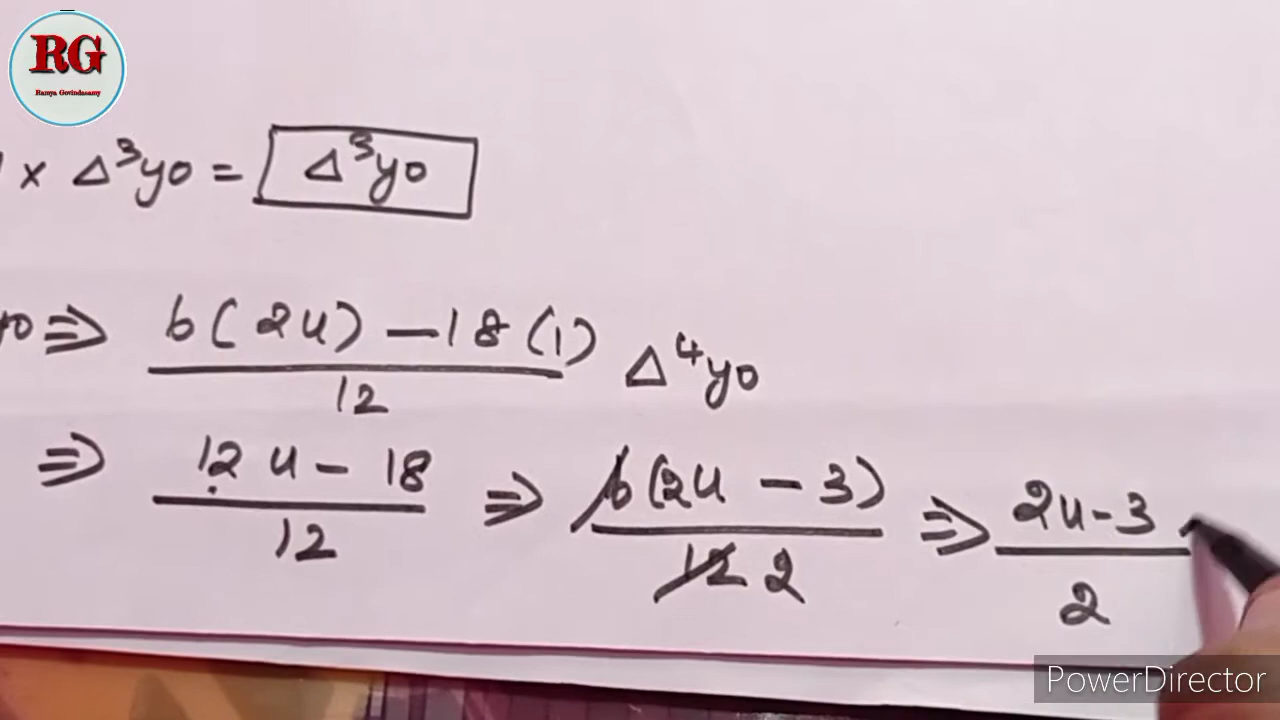 RG
Ramya Govindasamy
x Δ³y0 = Δ³y0
⇒ 6(2u) - 18(1) / 12 Δ⁴y0
⇒ 12u - 18 / 12 ⇒ 6(2u - 3) / 12 2 ⇒ 2u - 3 / 2
PowerDirector